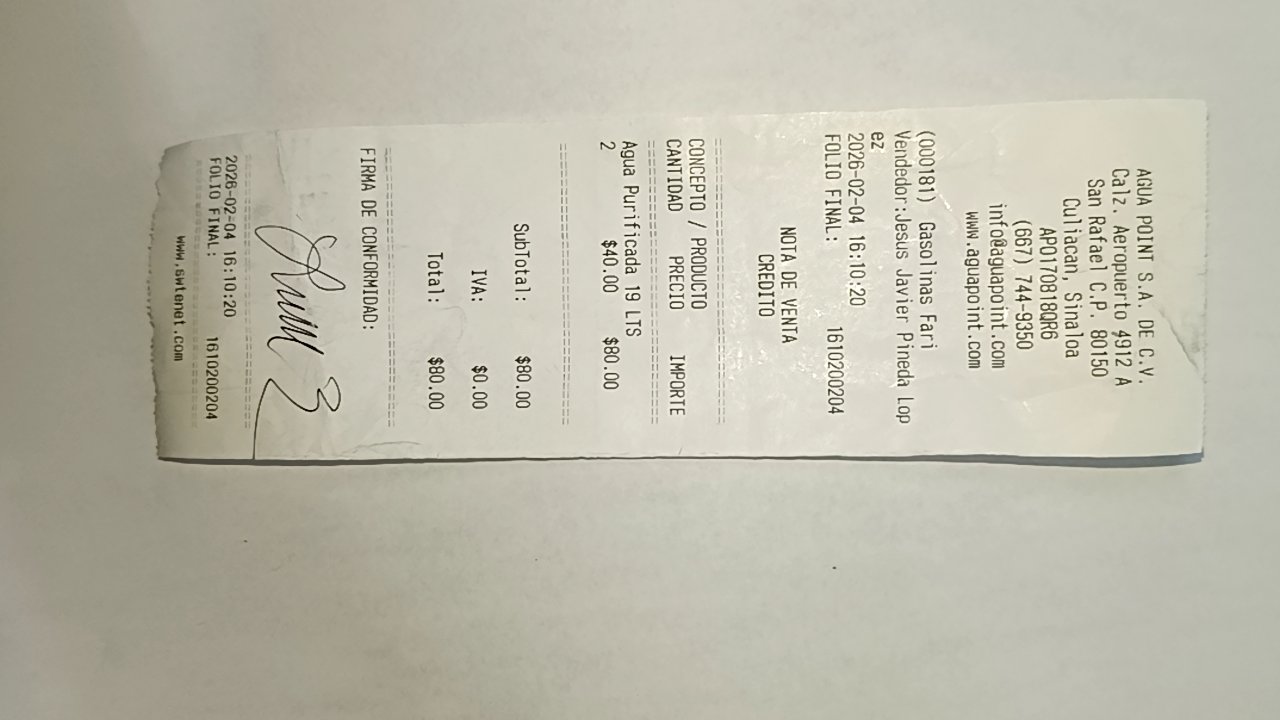 AGUA POINT S.A. DE C.V.
Calz. Aeropuerto 4912 A
San Rafael C.P. 80150
Culiacan, Sinaloa
APO170818QR6
(667) 744-9350
info@aguapoint.com
www.aguapoint.com
(000181) Gasolinas Fari
Vendedor:Jesus Javier Pineda Lop
ez
2026-02-04 16:10:20
FOLIO FINAL: 1610200204
NOTA DE VENTA
CREDITO
================================
CONCEPTO / PRODUCTO
CANTIDAD PRECIO IMPORTE
================================
Agua Purificada 19 LTS
2 $40.00 $80.00
================================
SubTotal: $80.00
IVA: $0.00
Total: $80.00
================================
FIRMA DE CONFORMIDAD:
================================
2026-02-04 16:10:20
FOLIO FINAL: 1610200204
================================
www.swtenet.com